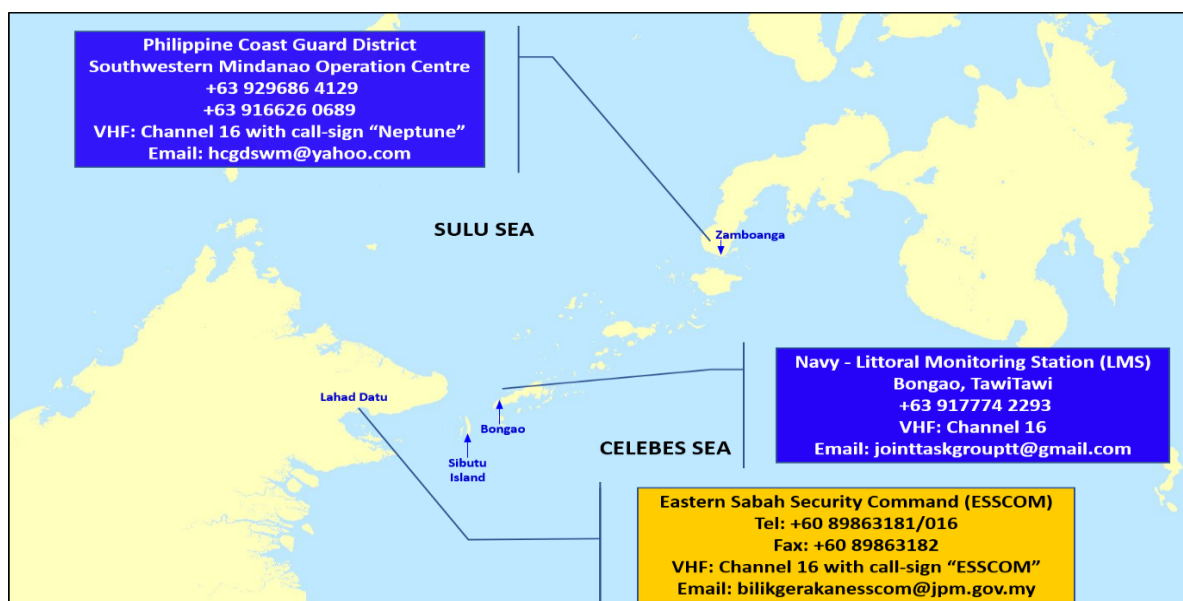 Philippine Coast Guard District
Southwestern Mindanao Operation Centre
+63 929686 4129
+63 916626 0689
VHF: Channel 16 with call-sign “Neptune”
Email: hcgdswm@yahoo.com
SULU SEA
Zamboanga
Navy - Littoral Monitoring Station (LMS)
Bongao, TawiTawi
+63 917774 2293
VHF: Channel 16
Email: jointtaskgrouptt@gmail.com
Lahad Datu
Bongao
CELEBES SEA
Sibutu
Island
Eastern Sabah Security Command (ESSCOM)
Tel: +60 89863181/016
Fax: +60 89863182
VHF: Channel 16 with call-sign “ESSCOM”
Email: bilikgerakanesscom@jpm.gov.my